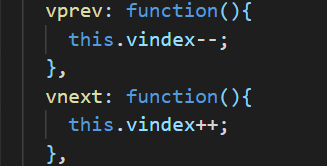 vprev: function(){
this.vindex--;
},
vnext: function(){
this.vindex++;
},